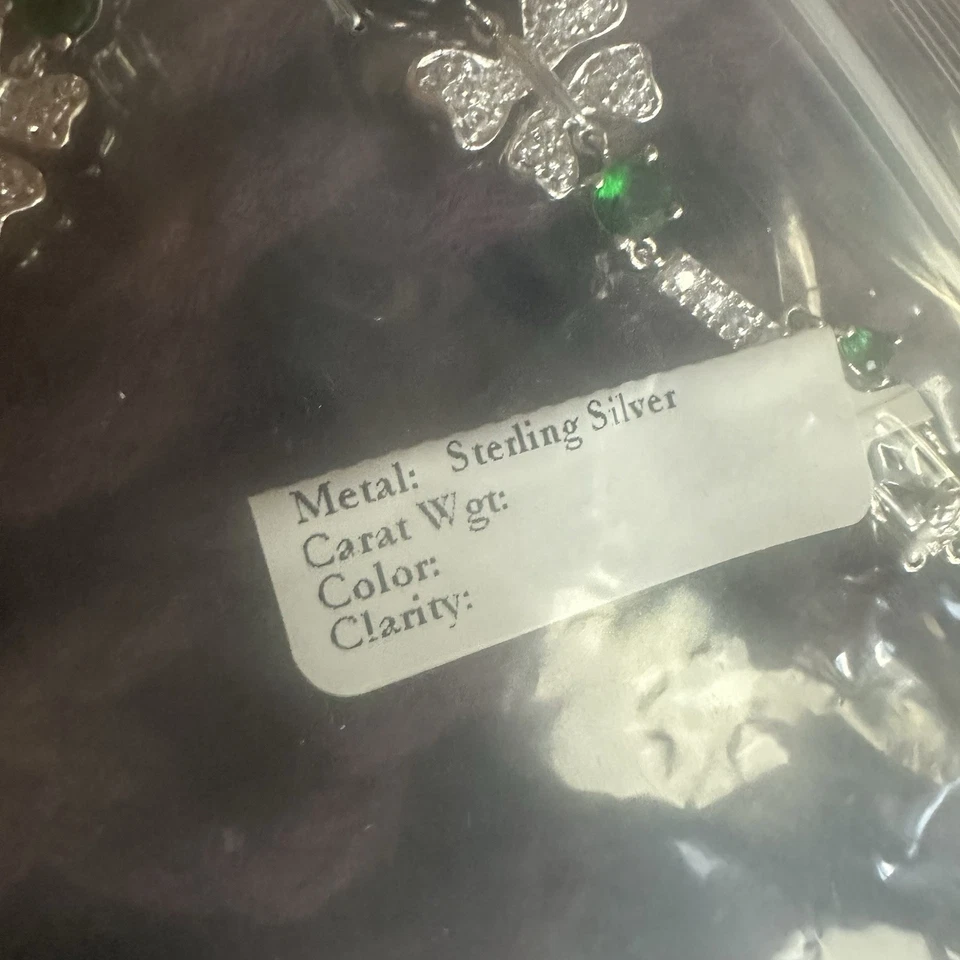 Metal: Sterling Silver
Carat Wgt:
Color:
Clarity: